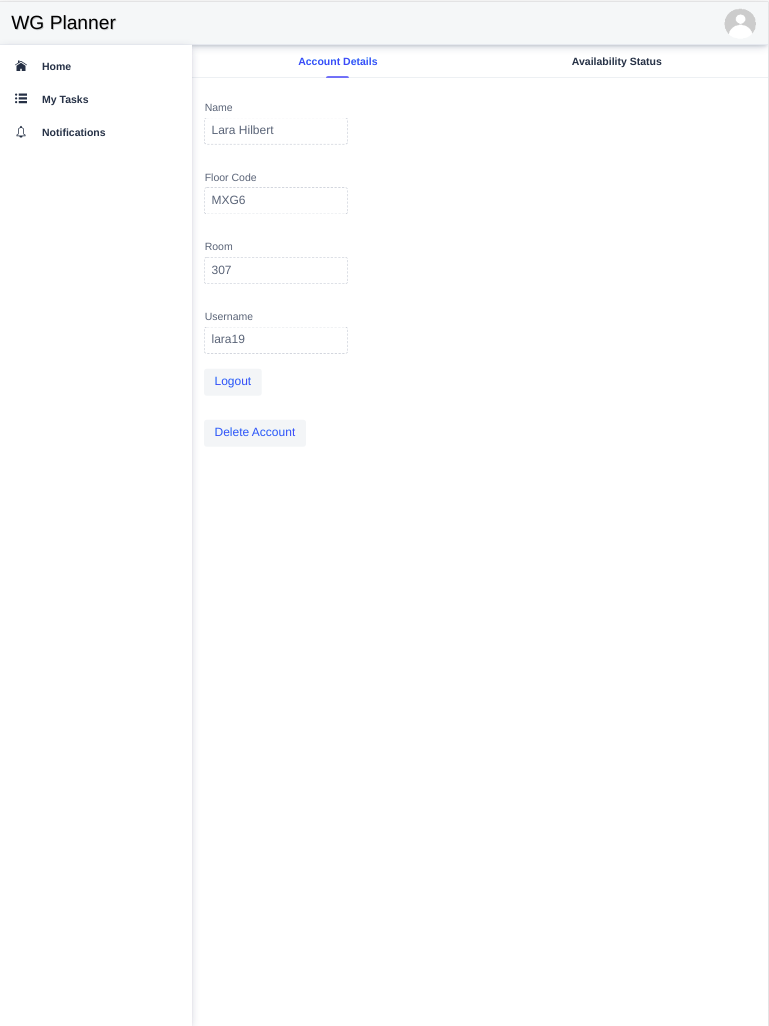 WG Planner
Home
My Tasks
Notifications
Account Details
Availability Status
Name
Lara Hilbert
Floor Code
MXG6
Room
307
Username
lara19
Logout
Delete Account